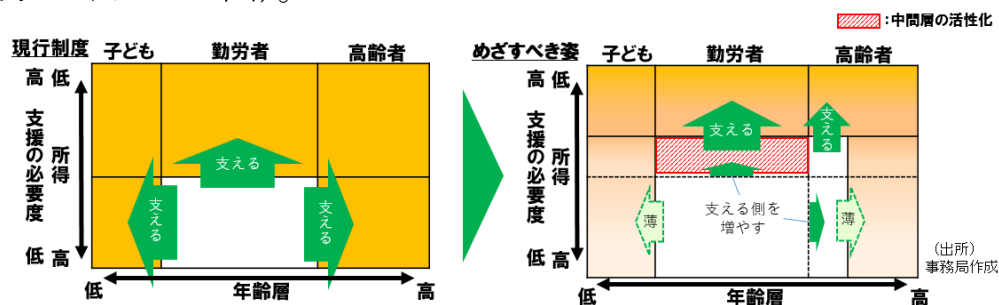 ：中間層の活性化
現行制度
子ども
勤労者
高齢者
高
低
支援の必要度
所得
低
高
支える
支える
支える
低
年齢層
高
めざすべき姿
子ども
勤労者
高齢者
高
低
支援の必要度
所得
低
高
支える
支える
薄
支える側を
増やす
薄
低
年齢層
高
（出所）
事務局作成